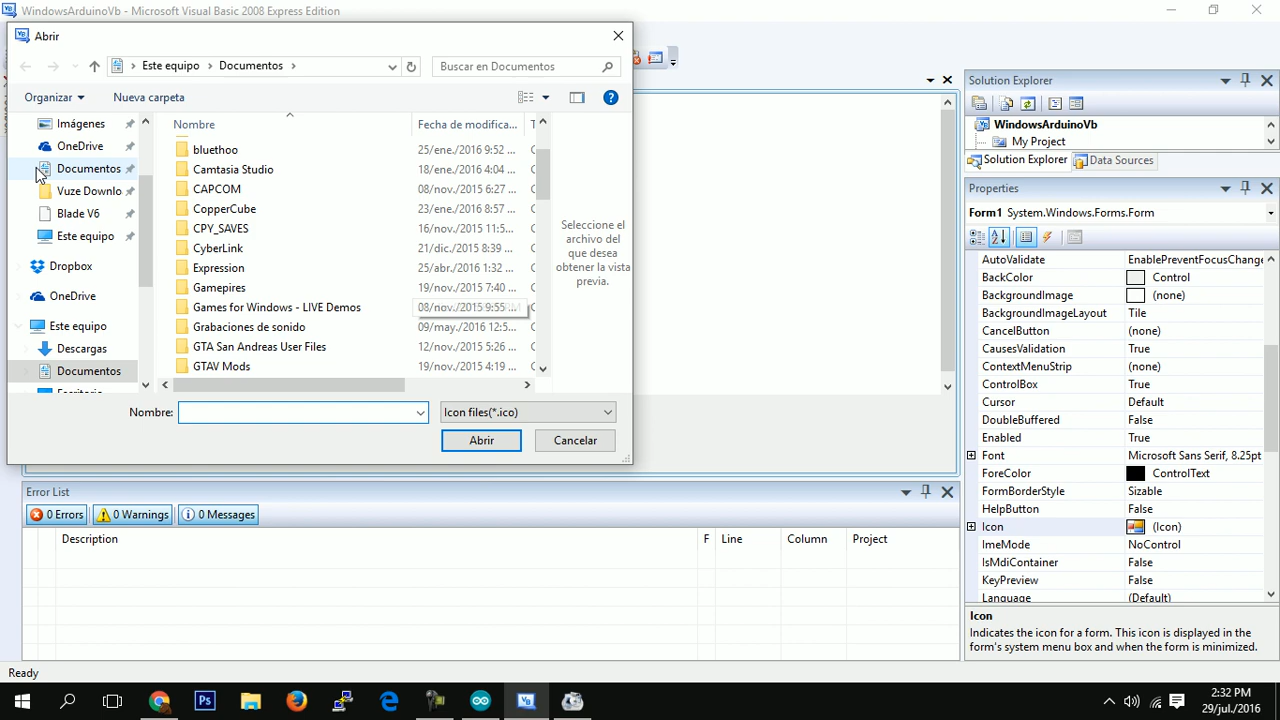 WindowsArduinoVb - Microsoft Visual Basic 2008 Express Edition
Abrir
Este equipo > Documentos >
Buscar en Documentos
Organizar
Nueva carpeta
Imágenes
OneDrive
Documentos
Vuze Downlo
Blade V6
Este equipo
Dropbox
OneDrive
Este equipo
Descargas
Documentos
Nombre
Fecha de modifica...
bluethoo
25/ene./2016 9:52 ...
Camtasia Studio
18/ene./2016 4:04 ...
CAPCOM
08/nov./2015 6:27 ...
CopperCube
23/ene./2016 8:57 ...
CPY_SAVES
16/nov./2015 11:5...
CyberLink
21/dic./2015 8:39 ...
Expression
25/abr./2016 1:32 ...
Gamepires
19/nov./2015 7:40 ...
Games for Windows - LIVE Demos
08/nov./2015 9:55...
Grabaciones de sonido
09/may./2016 12:5...
GTA San Andreas User Files
12/nov./2015 5:26 ...
GTAV Mods
19/nov./2015 4:19 ...
Seleccione el
archivo del
que desea
obtener la vista
previa.
Nombre:
Icon files(*.ico)
Abrir
Cancelar
Solution Explorer
WindowsArduinoVb
My Project
Solution Explorer
Data Sources
Properties
Form1 System.Windows.Forms.Form
AutoValidate EnablePreventFocusChange
BackColor Control
BackgroundImage (none)
BackgroundImageLayout Tile
CancelButton (none)
CausesValidation True
ContextMenuStrip (none)
ControlBox True
Cursor Default
DoubleBuffered False
Enabled True
Font Microsoft Sans Serif, 8.25pt
ForeColor ControlText
FormBorderStyle Sizable
HelpButton False
Icon (Icon)
ImeMode NoControl
IsMdiContainer False
KeyPreview False
Language (Default)
Icon
Indicates the icon for a form. This icon is displayed in the
form's system menu box and when the form is minimized.
Error List
0 Errors
0 Warnings
0 Messages
Description F Line Column Project
Ready
2:32 PM
29/jul./2016